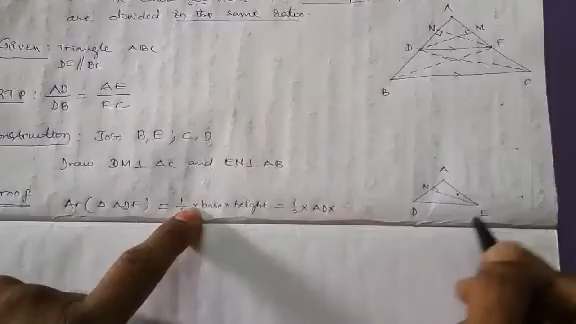 are divided in the same ratio.
Given: Triangle ABC
DE // BC
RTP: AD/DB = AE/EC
Construction: Join B, E; C, D
Draw DM⊥ AC and EN⊥ AB
Proof Ar(△ ADE) = 1/2 × base × height = 1/2 × AD×
A
N
M
D
E
B
C
A
N
D
E